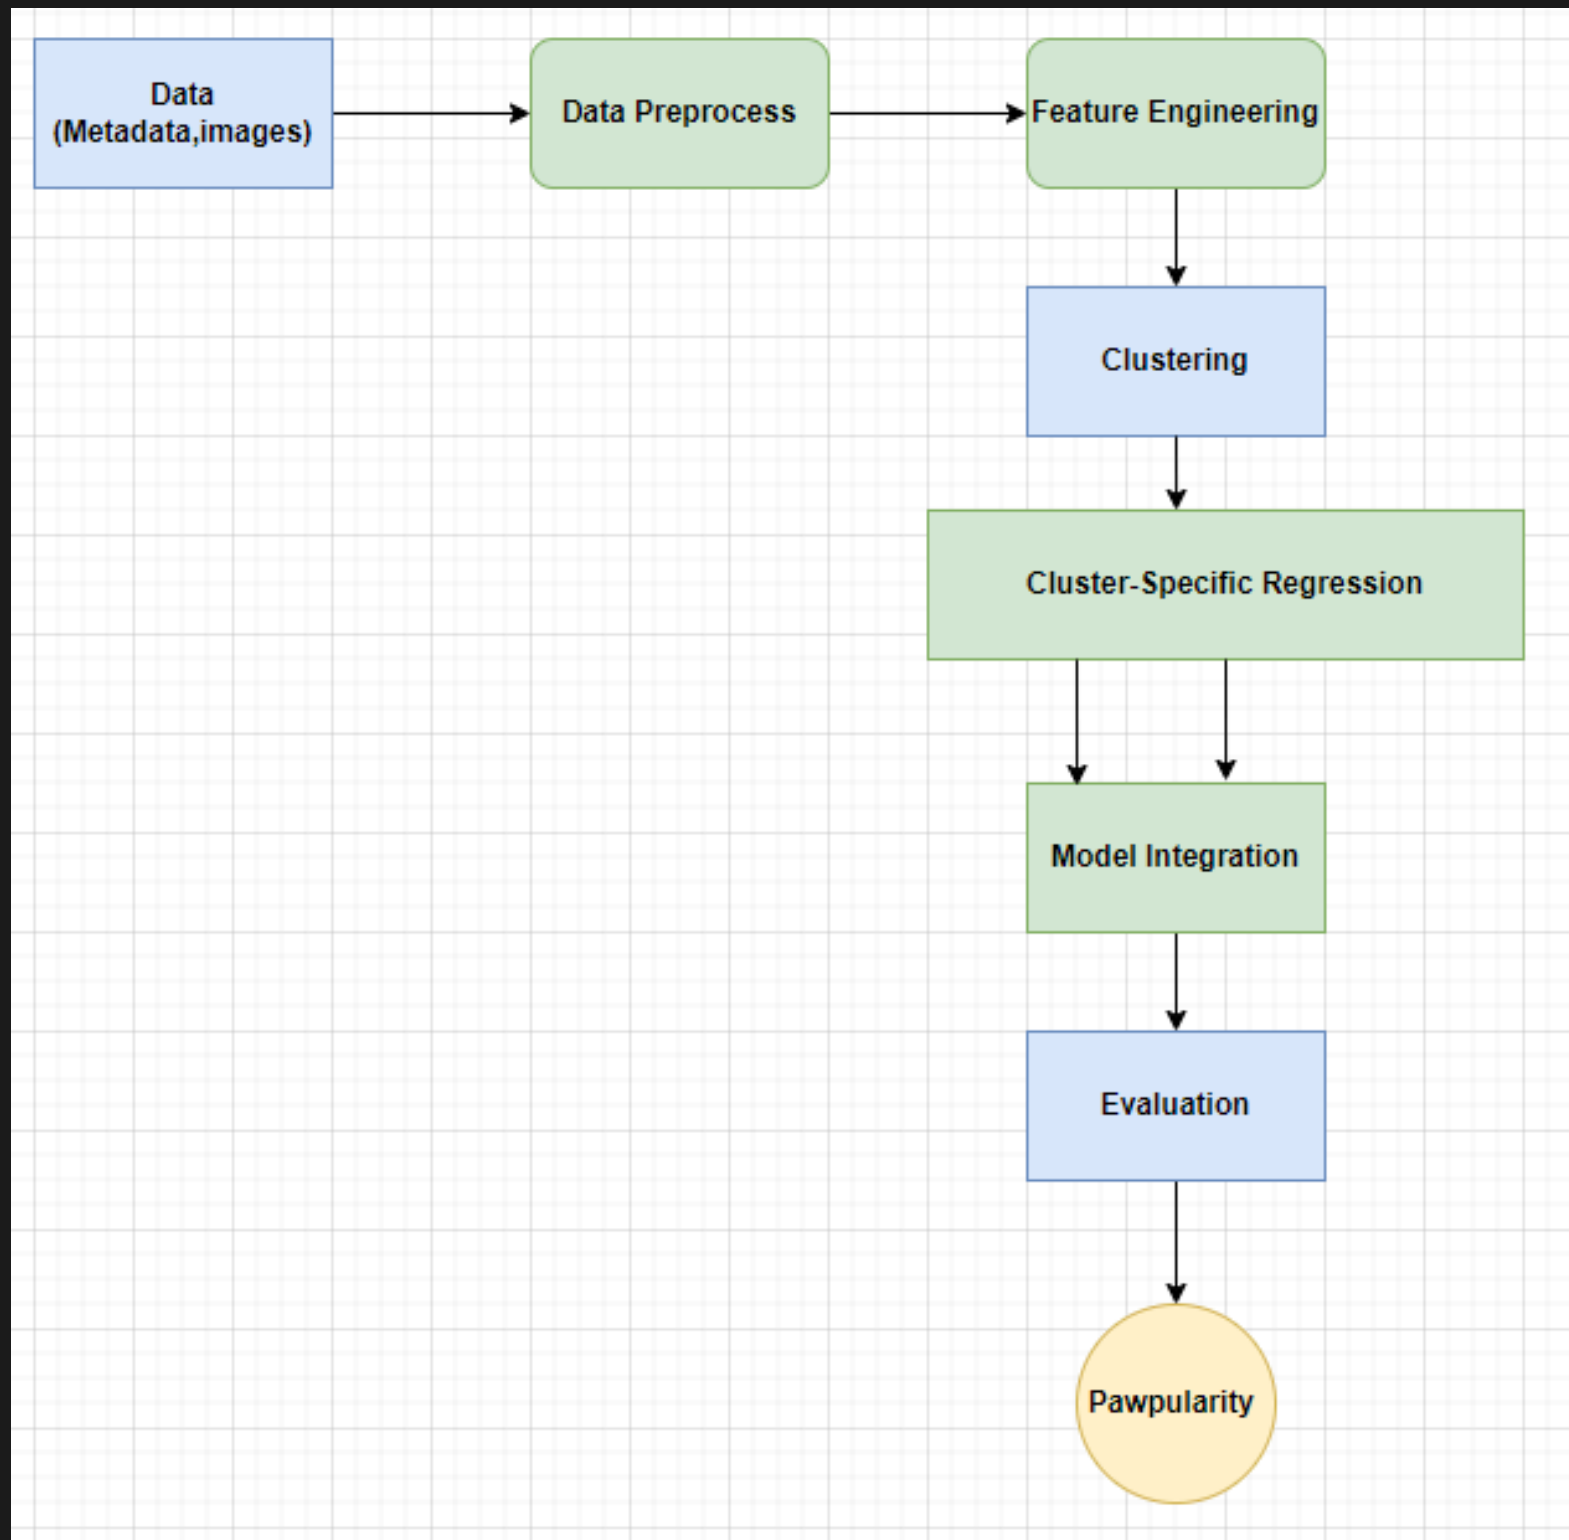 Data
(Metadata,images)
Data Preprocess
Feature Engineering
Clustering
Cluster-Specific Regression
Model Integration
Evaluation
Pawpularity